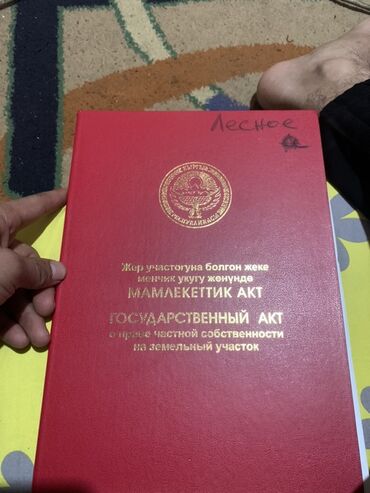 Лесное
Жер участогуна болгон жеке
менчик укугу жөнүндө
МАМЛЕКЕТТИК АКТ
ГОСУДАРСТВЕННЫЙ АКТ
о праве частной собственности
на земельный участок